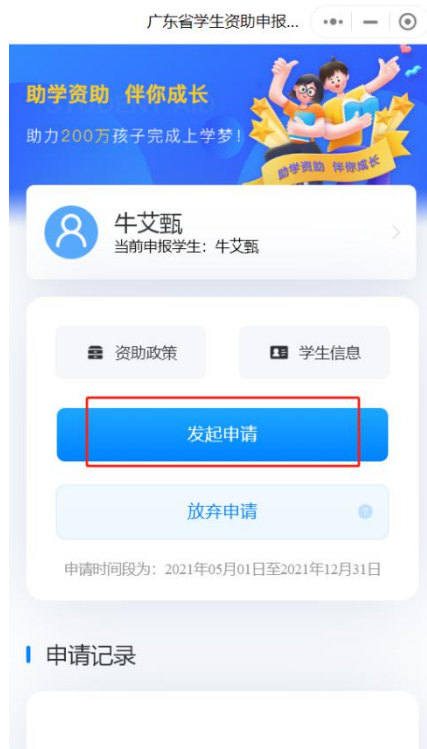 广东省学生资助申报...
助学资助 伴你成长
助力200万孩子完成上学梦！
助学资助 伴你成长
牛艾甄
当前申报学生：牛艾甄
资助政策
学生信息
发起申请
放弃申请 ?
申请时间段为：2021年05月01日至2021年12月31日
申请记录